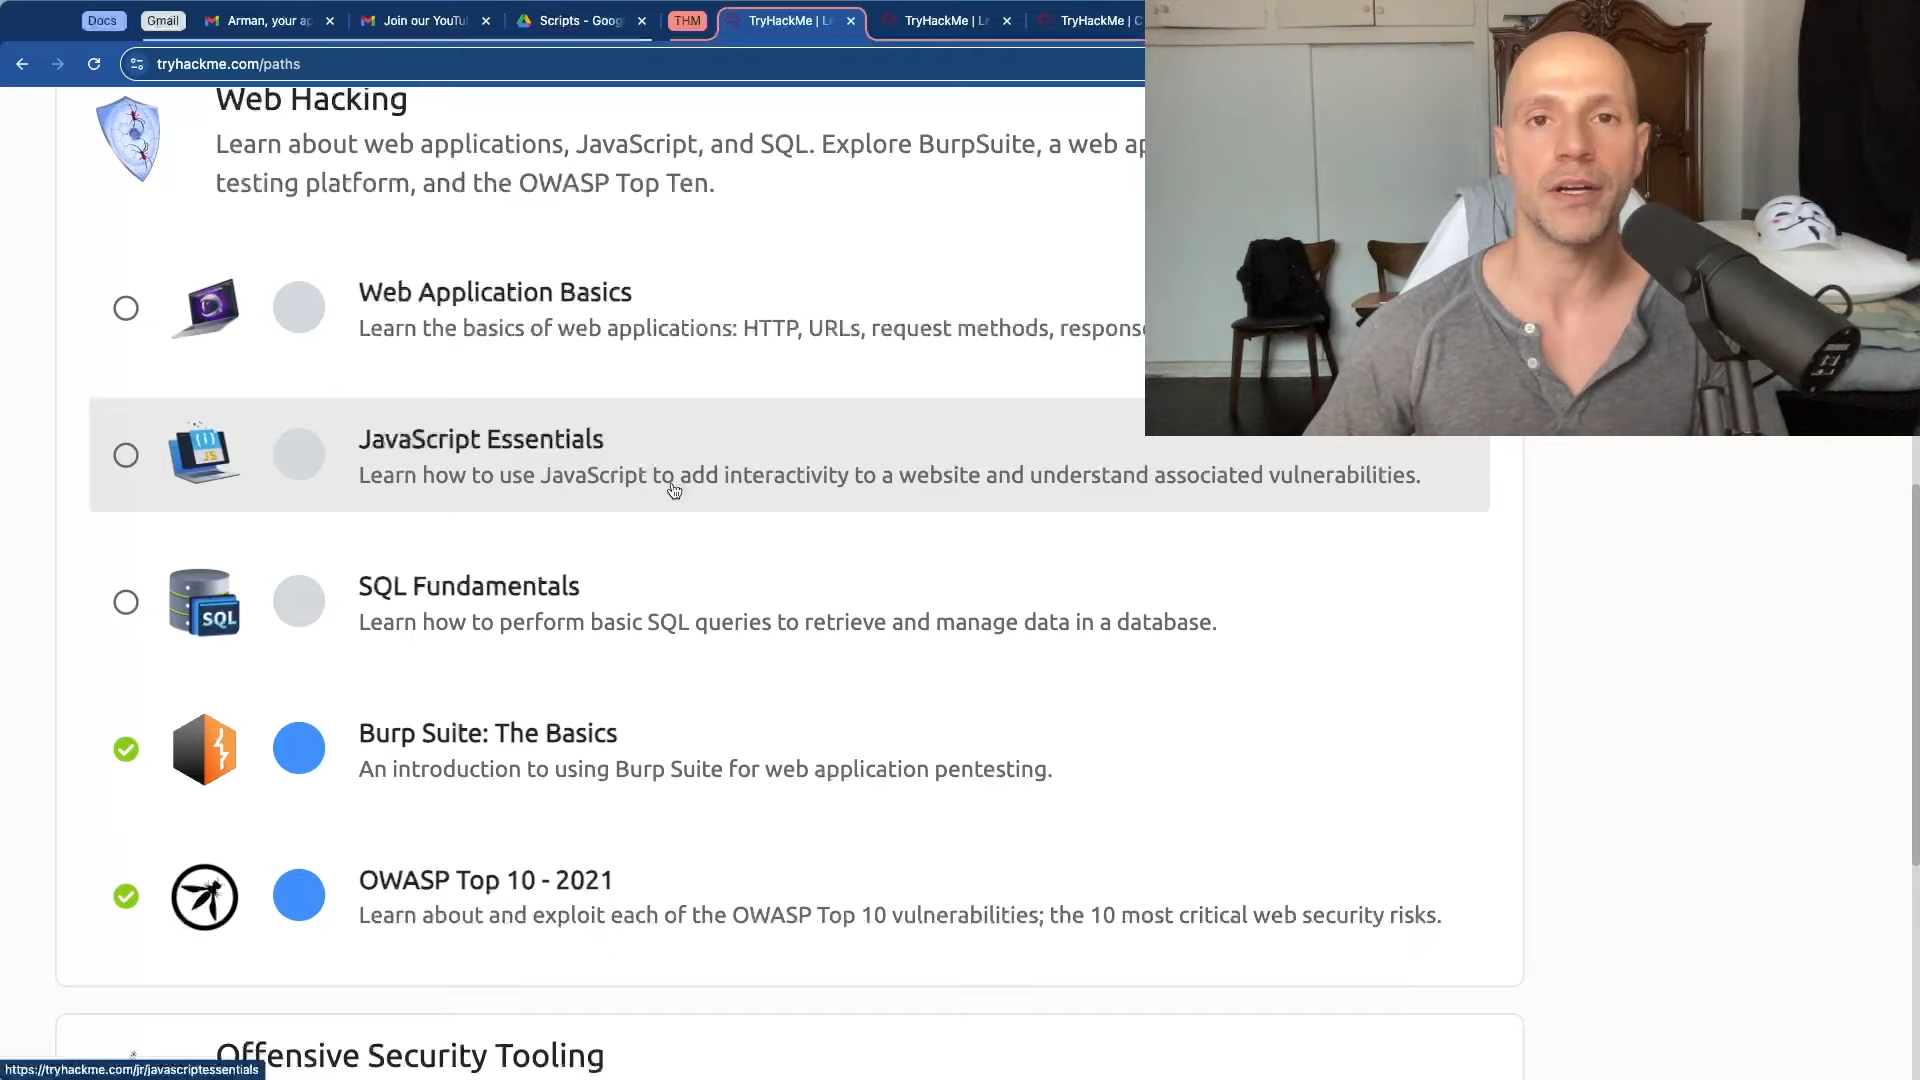 Docs
Gmail
Arman, your ap
Join our YouTu
Scripts - Goog
THM
TryHackMe | Le
TryHackMe | Le
TryHackMe | C
tryhackme.com/paths
Web Hacking
Learn about web applications, JavaScript, and SQL. Explore BurpSuite, a web ap
testing platform, and the OWASP Top Ten.
Web Application Basics
Learn the basics of web applications: HTTP, URLs, request methods, response
JavaScript Essentials
Learn how to use JavaScript to add interactivity to a website and understand associated vulnerabilities.
JS
SQL Fundamentals
Learn how to perform basic SQL queries to retrieve and manage data in a database.
SQL
Burp Suite: The Basics
An introduction to using Burp Suite for web application pentesting.
OWASP Top 10 - 2021
Learn about and exploit each of the OWASP Top 10 vulnerabilities; the 10 most critical web security risks.
Offensive Security Tooling
https://tryhackme.com/jr/javascriptessentials